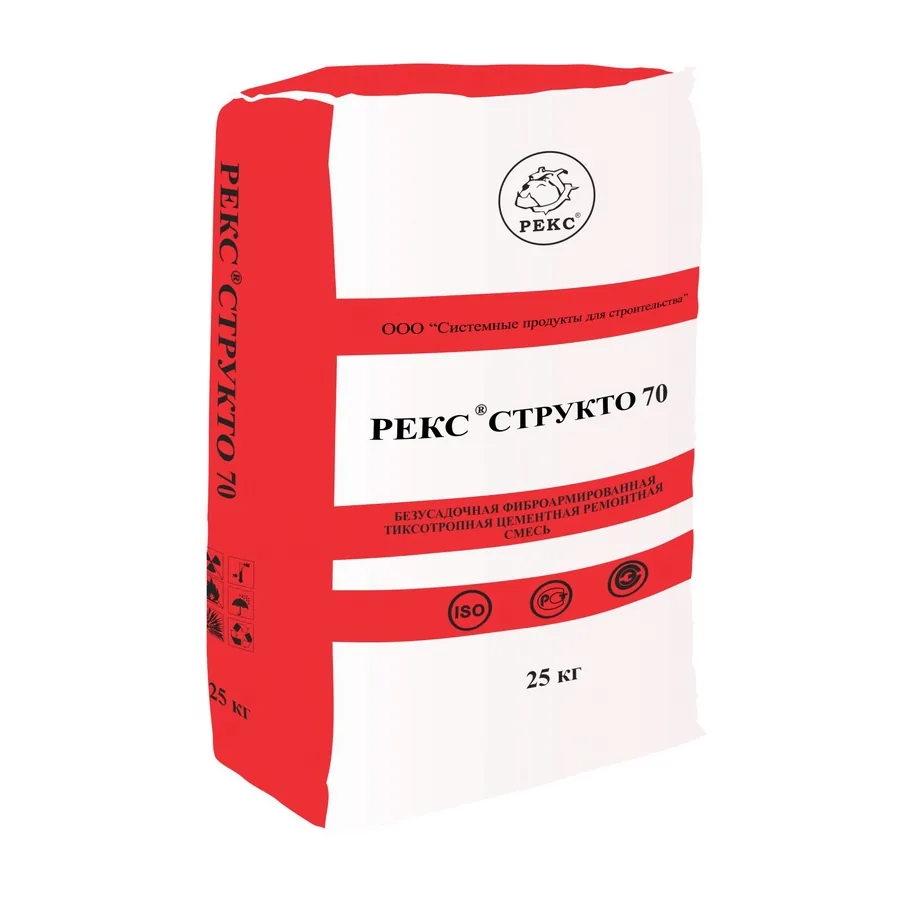 РЕКС®
ООО “Системные продукты для строительства”
РЕКС®СТРУКТО 70
БЕЗУСАДОЧНАЯ ФИБРОАРМИРОВАННАЯ
ТИКСОТРОПНАЯ ЦЕМЕНТНАЯ РЕМОНТНАЯ
СМЕСЬ
ISO
РСТ
25 кг
РЕКС®СТРУКТО 70
25 кг